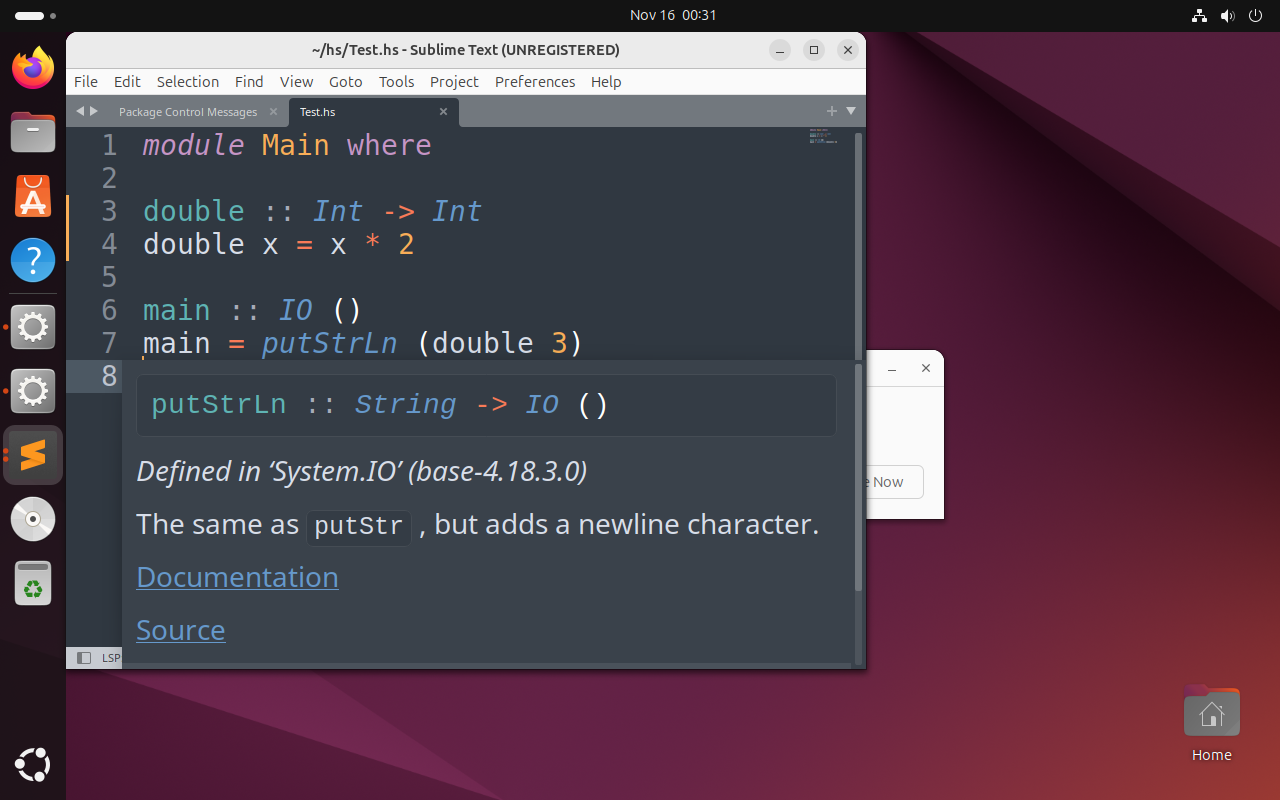 Nov 16 00:31
~/hs/Test.hs - Sublime Text (UNREGISTERED)
File Edit Selection Find View Goto Tools Project Preferences Help
Package Control Messages
Test.hs
1 module Main where
2
3 double :: Int -> Int
4 double x = x * 2
5
6 main :: IO ()
7 main = putStrLn (double 3)
8
putStrLn :: String -> IO ()
Defined in ‘System.IO’ (base-4.18.3.0)
The same as putStr , but adds a newline character.
Documentation
Source
LSP
Now
Home